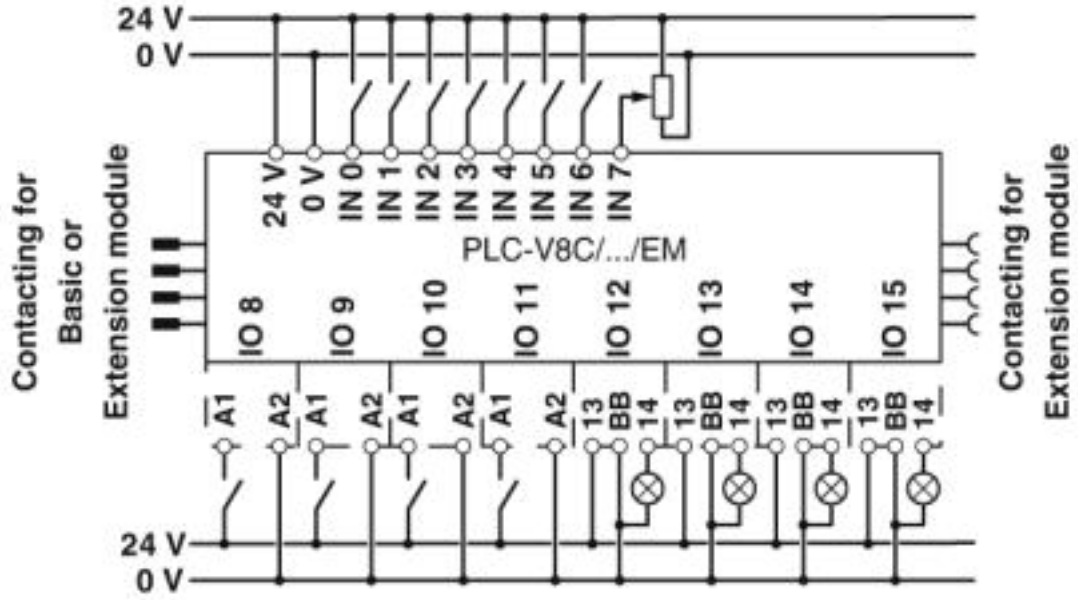 24 V
0 V
24 V
0 V
IN 0
IN 1
IN 2
IN 3
IN 4
IN 5
IN 6
IN 7
Contacting for
Basic or
Extension module
PLC-V8C/.../EM
Contacting for
Extension module
IO 8
IO 9
IO 10
IO 11
IO 12
IO 13
IO 14
IO 15
A1
A2
A1
A2
A1
A2
A1
A2
13
BB
14
13
BB
14
13
BB
14
13
BB
14
24 V
0 V